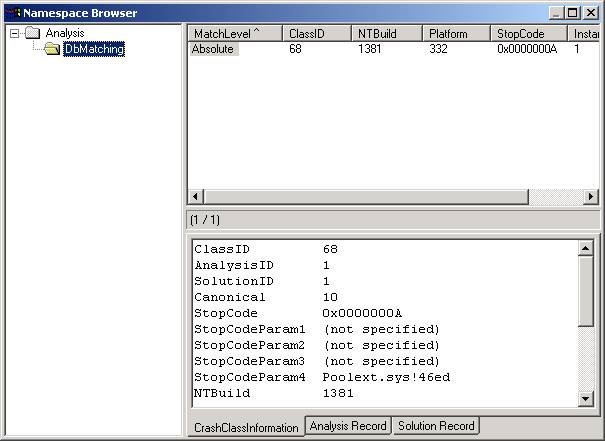 Namespace Browser
Analysis
DbMatching
MatchLevel ^ ClassID NTBuild Platform StopCode Instan
Absolute 68 1381 332 0x0000000A 1
(1 / 1)
ClassID 68
AnalysisID 1
SolutionID 1
Canonical 10
StopCode 0x0000000A
StopCodeParam1 (not specified)
StopCodeParam2 (not specified)
StopCodeParam3 (not specified)
StopCodeParam4 Poolext.sys!46ed
NTBuild 1381
CrashClassInformation Analysis Record Solution Record